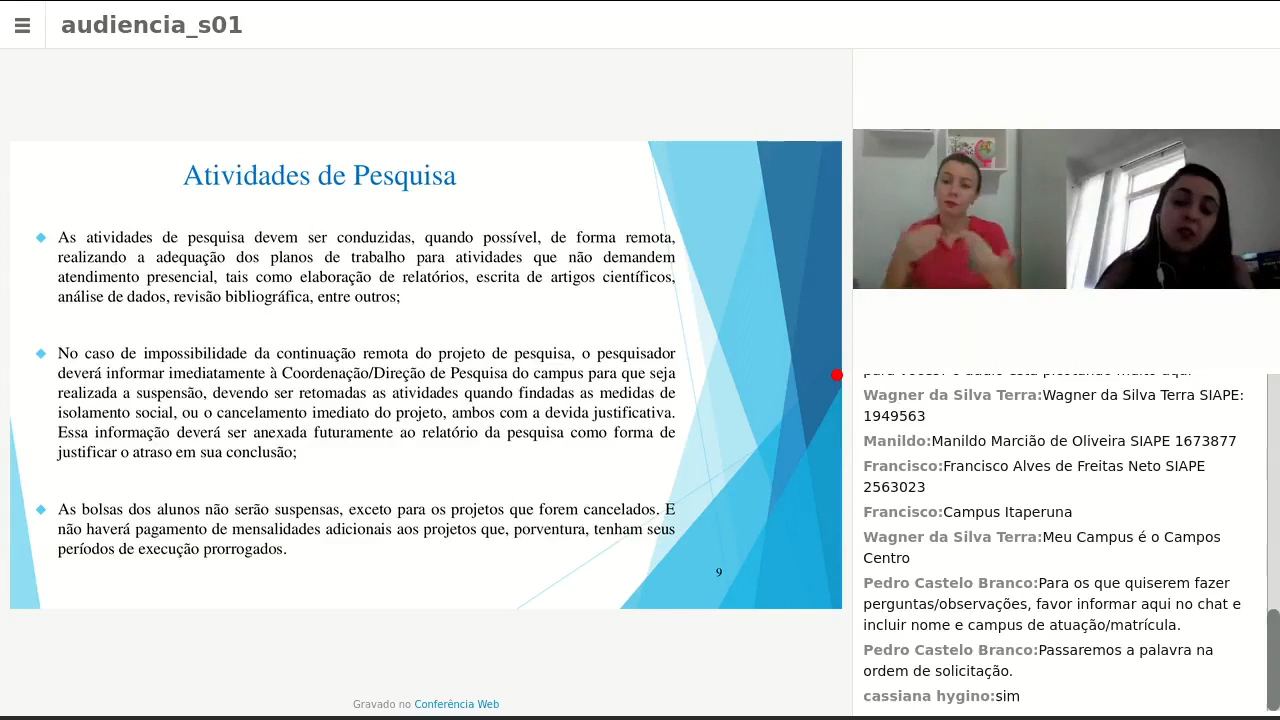 audiencia_s01
Atividades de Pesquisa
As atividades de pesquisa devem ser conduzidas, quando possível, de forma remota,
realizando a adequação dos planos de trabalho para atividades que não demandem
atendimento presencial, tais como elaboração de relatórios, escrita de artigos científicos,
análise de dados, revisão bibliográfica, entre outros;
No caso de impossibilidade da continuação remota do projeto de pesquisa, o pesquisador
deverá informar imediatamente à Coordenação/Direção de Pesquisa do campus para que seja
realizada a suspensão, devendo ser retomadas as atividades quando findadas as medidas de
isolamento social, ou o cancelamento imediato do projeto, ambos com a devida justificativa.
Essa informação deverá ser anexada futuramente ao relatório da pesquisa como forma de
justificar o atraso em sua conclusão;
As bolsas dos alunos não serão suspensas, exceto para os projetos que forem cancelados. E
não haverá pagamento de mensalidades adicionais aos projetos que, porventura, tenham seus
períodos de execução prorrogados.
9
Gravado no Conferência Web
Wagner da Silva Terra:Wagner da Silva Terra SIAPE:
1949563
Manildo:Manildo Marcião de Oliveira SIAPE 1673877
Francisco:Francisco Alves de Freitas Neto SIAPE
2563023
Francisco:Campus Itaperuna
Wagner da Silva Terra:Meu Campus é o Campos
Centro
Pedro Castelo Branco:Para os que quiserem fazer
perguntas/observações, favor informar aqui no chat e
incluir nome e campus de atuação/matrícula.
Pedro Castelo Branco:Passaremos a palavra na
ordem de solicitação.
cassiana hygino:sim